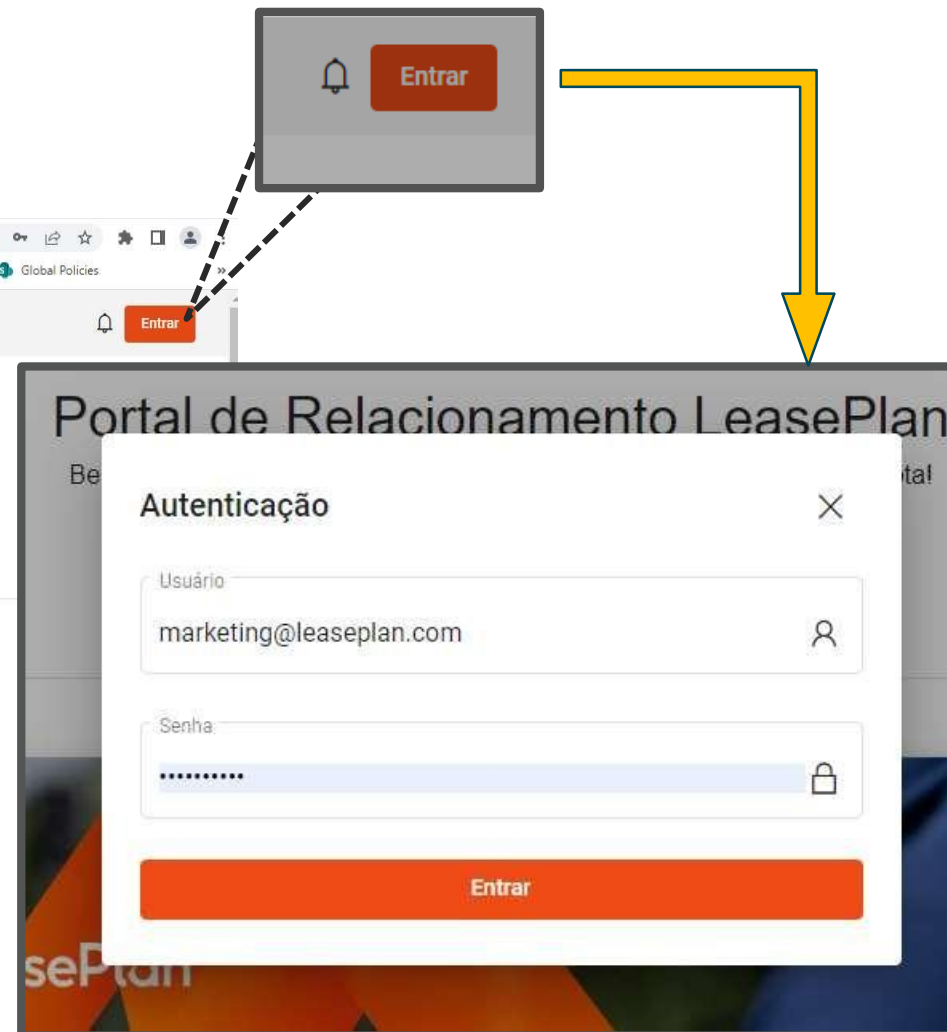 Entrar
Global Policies
»
Entrar
Portal de Relacionamento LeasePlan
Be
ta!
Autenticação
Usuário
marketing@leaseplan.com
Senha
••••••••••
Entrar
sePlan